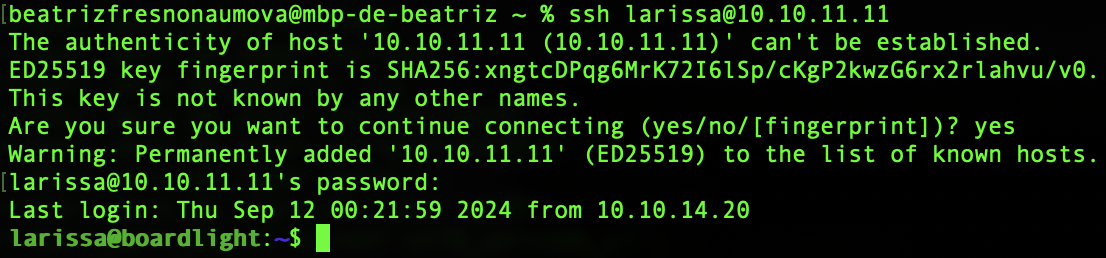 [beatrizfresnonaumova@mbp-de-beatriz ~ % ssh larissa@10.10.11.11
The authenticity of host '10.10.11.11 (10.10.11.11)' can't be established.
ED25519 key fingerprint is SHA256:xngtcDPqg6MrK72I6lSp/cKgP2kwzG6rx2rlahvu/v0.
This key is not known by any other names.
Are you sure you want to continue connecting (yes/no/[fingerprint])? yes
Warning: Permanently added '10.10.11.11' (ED25519) to the list of known hosts.
[larissa@10.10.11.11's password:
Last login: Thu Sep 12 00:21:59 2024 from 10.10.14.20
larissa@boardlight:~$